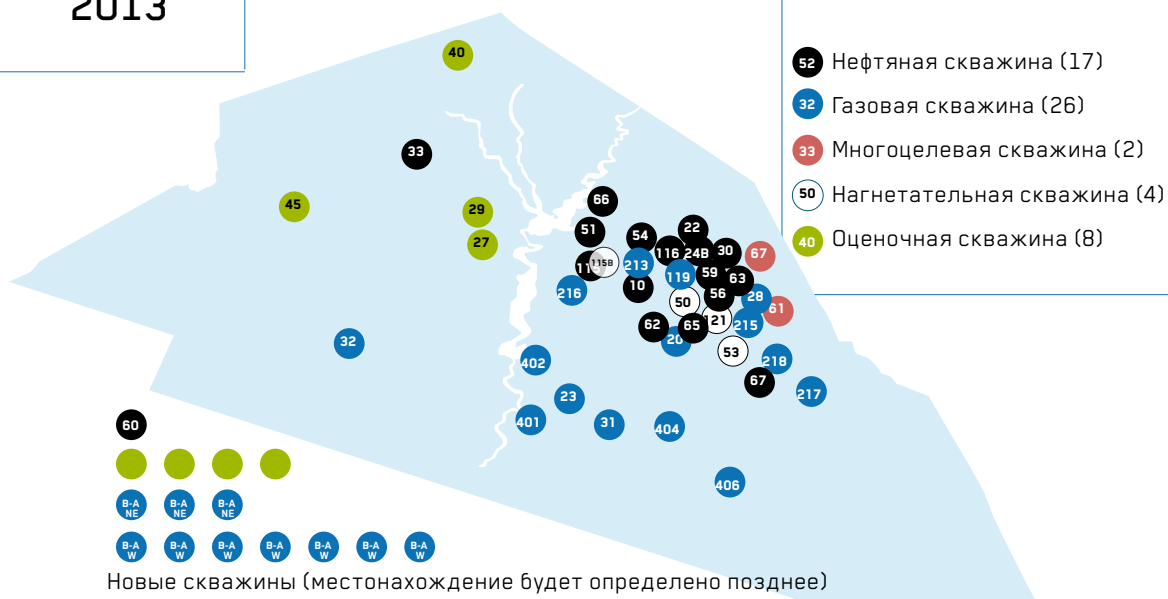 2013
52 Нефтяная скважина (17)
32 Газовая скважина (26)
33 Многоцелевая скважина (2)
50 Нагнетательная скважина (4)
40 Оценочная скважина (8)
40
33
45
29
27
32
66
51
115B
216
54
213
10
22
116
24B
30
67
119
59
63
56
50
28
61
121
215
62
65
20
53
218
67
217
402
23
401
31
404
406
60
B-A NE
B-A NE
B-A NE
B-A W
B-A W
B-A W
B-A W
B-A W
B-A W
B-A W
Новые скважины (местонахождение будет определено позднее)